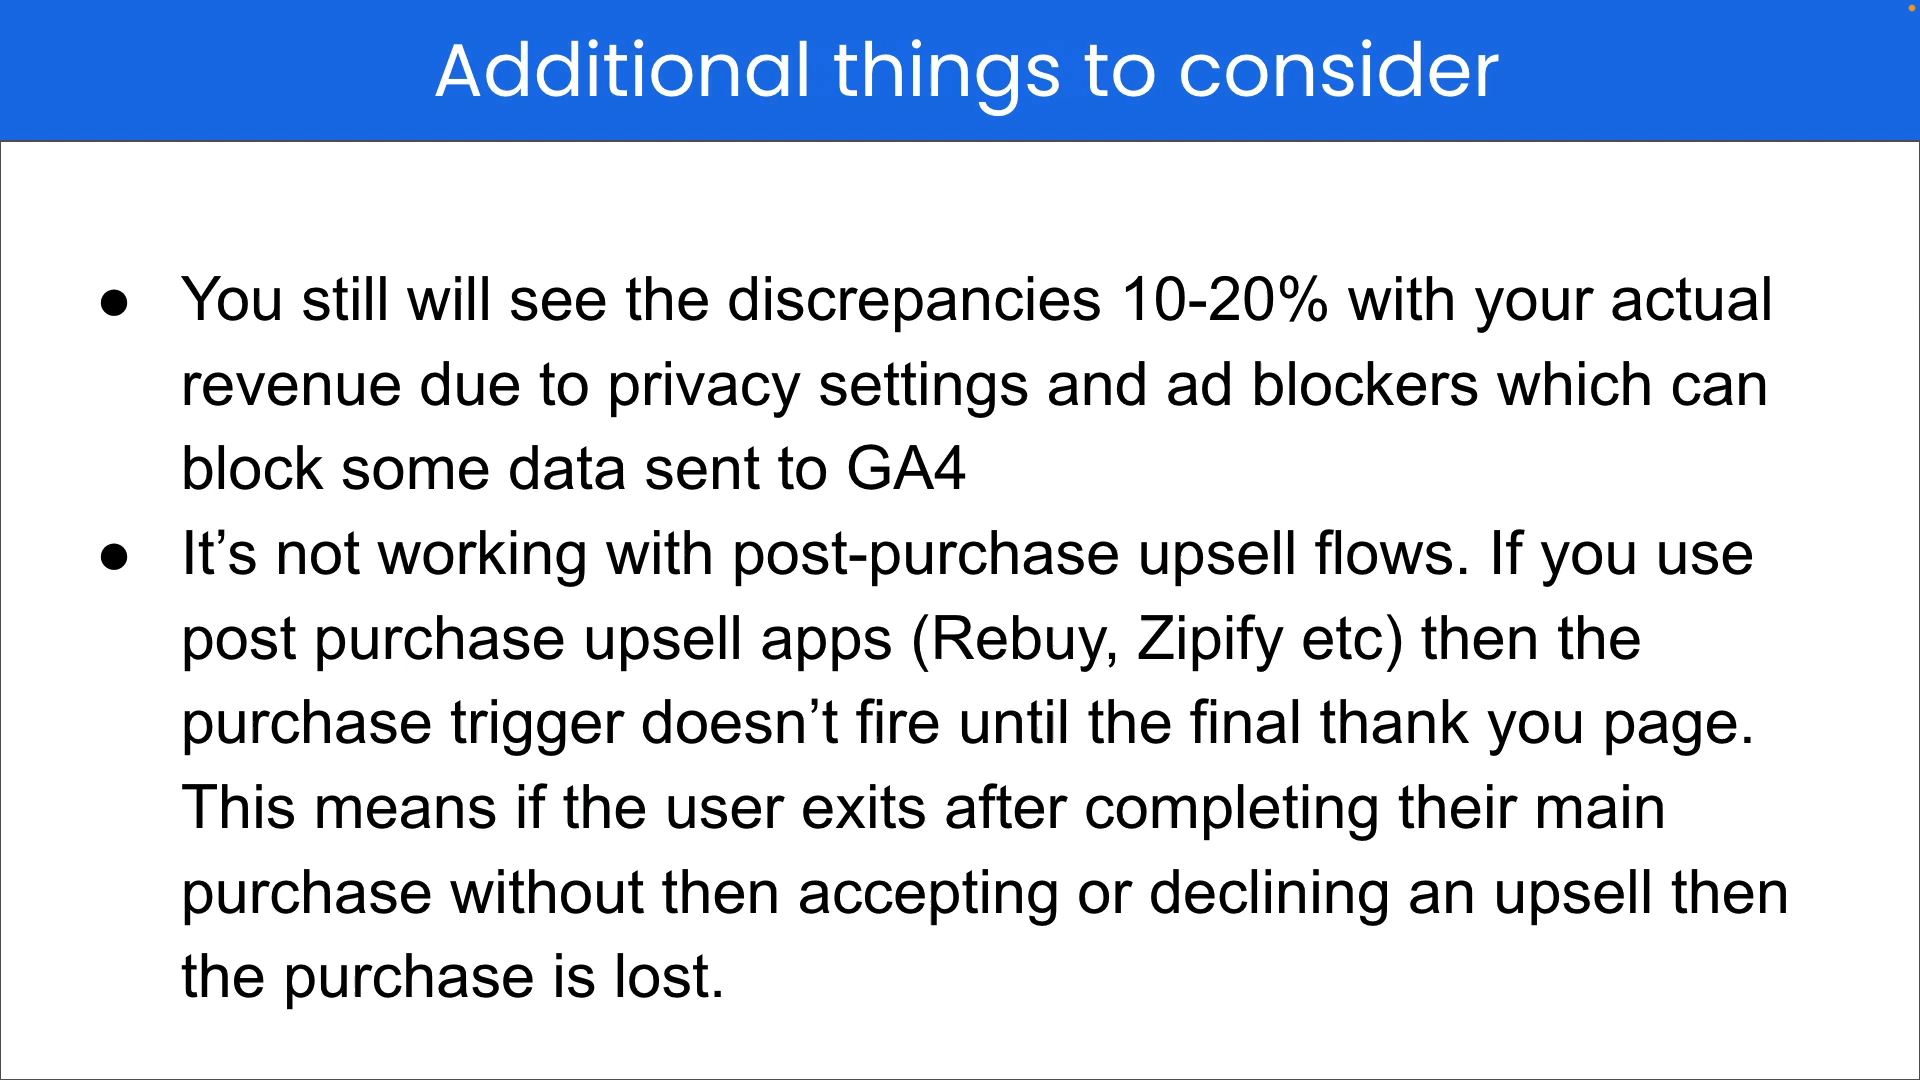 Additional things to consider
● You still will see the discrepancies 10-20% with your actual
revenue due to privacy settings and ad blockers which can
block some data sent to GA4
● It’s not working with post-purchase upsell flows. If you use
post purchase upsell apps (Rebuy, Zipify etc) then the
purchase trigger doesn’t fire until the final thank you page.
This means if the user exits after completing their main
purchase without then accepting or declining an upsell then
the purchase is lost.